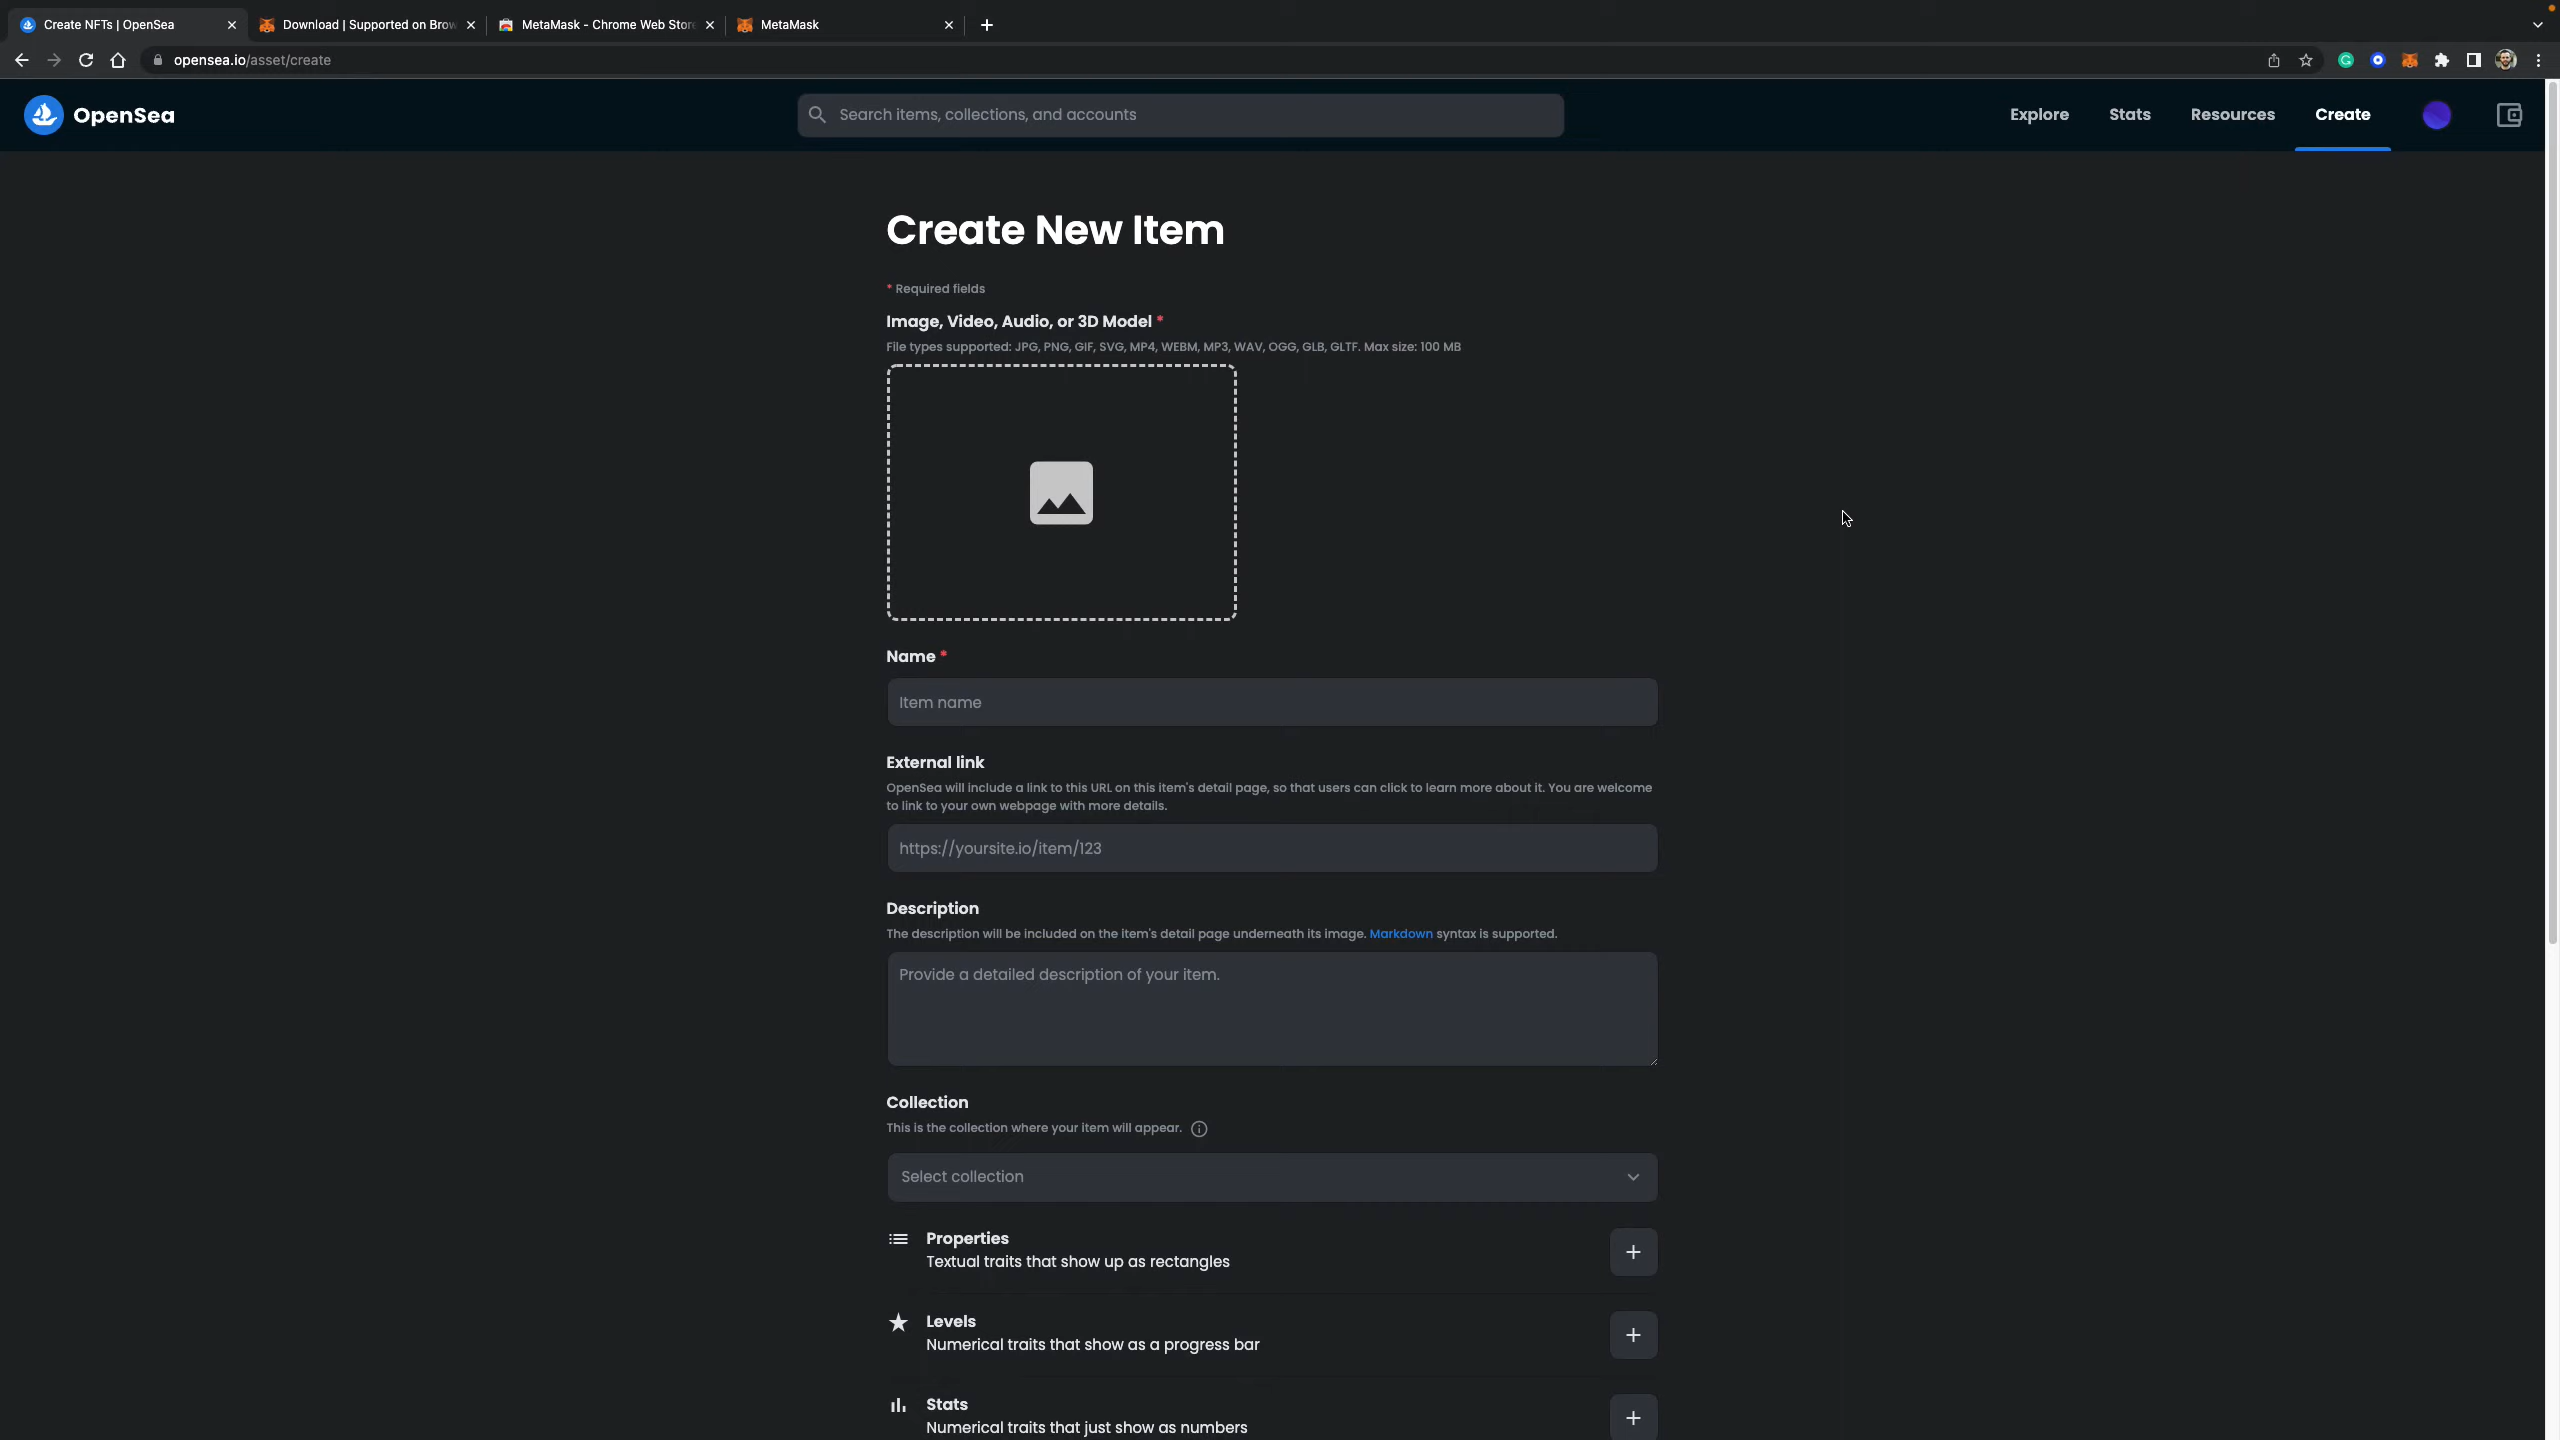 Create NFTs | OpenSea
Download | Supported on Brow
MetaMask - Chrome Web Store
MetaMask
opensea.io/asset/create
OpenSea
Search items, collections, and accounts
Explore
Stats
Resources
Create
Create New Item
* Required fields
Image, Video, Audio, or 3D Model *
File types supported: JPG, PNG, GIF, SVG, MP4, WEBM, MP3, WAV, OGG, GLB, GLTF. Max size: 100 MB
Name *
Item name
External link
OpenSea will include a link to this URL on this item's detail page, so that users can click to learn more about it. You are welcome
to link to your own webpage with more details.
https://yoursite.io/item/123
Description
The description will be included on the item's detail page underneath its image. Markdown syntax is supported.
Provide a detailed description of your item.
Collection
This is the collection where your item will appear.
Select collection
Properties
Textual traits that show up as rectangles
Levels
Numerical traits that show as a progress bar
Stats
Numerical traits that just show as numbers